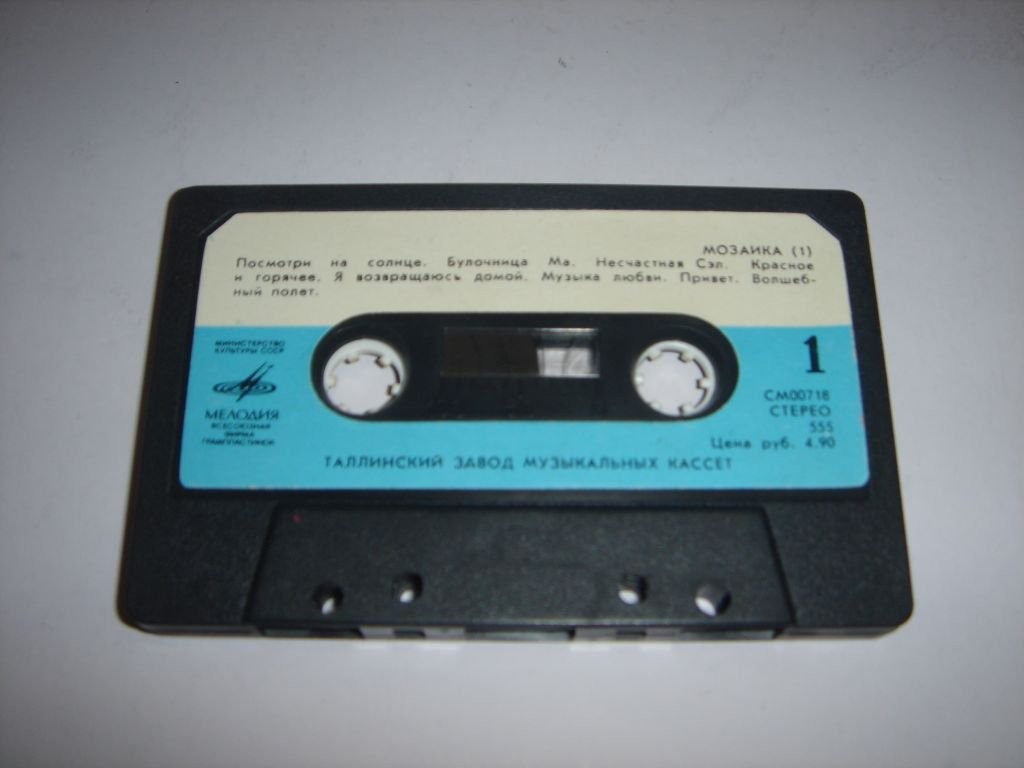 МОЗАИКА (1)
Посмотри на солнце. Булочница Ма. Несчастная Сэл. Красное
и горячее. Я возвращаюсь домой. Музыка любви. Привет. Волшеб-
ный полет.
МИНИСТЕРСТВО
КУЛЬТУРЫ СССР
МЕЛОДИЯ
ВСЕСОЮЗНАЯ
ФИРМА
ГРАМПЛАСТИНОК
1
СМ00718
СТЕРЕО
555
Цена руб. 4.90
ТАЛЛИНСКИЙ ЗАВОД МУЗЫКАЛЬНЫХ КАССЕТ